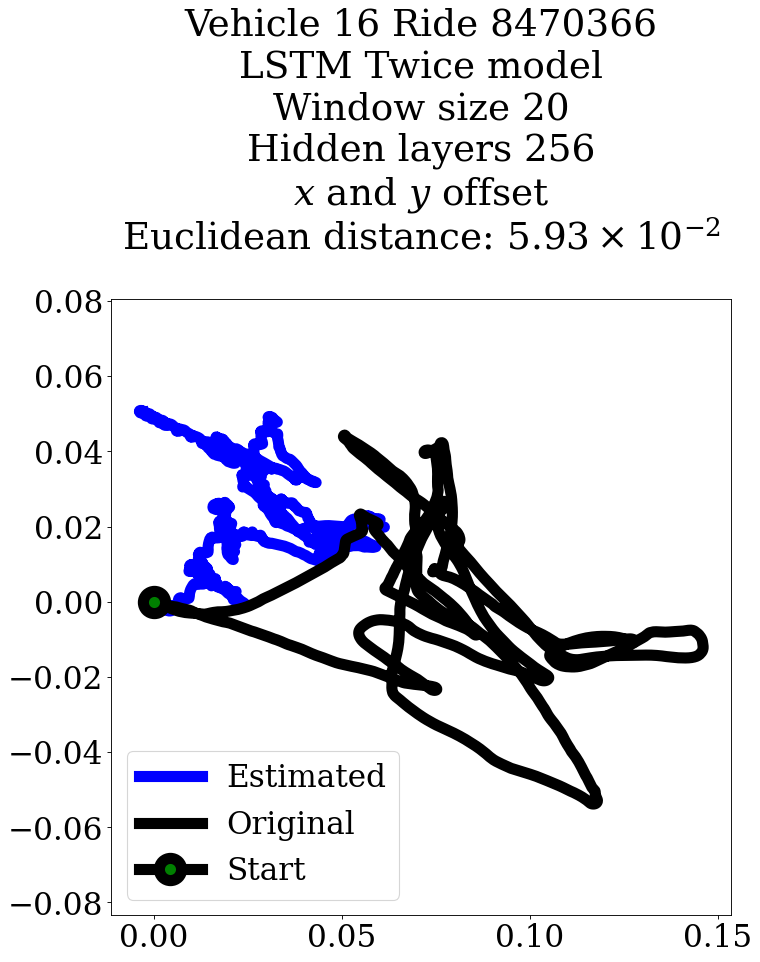 Vehicle 16 Ride 8470366
LSTM Twice model
Window size 20
Hidden layers 256
x and y offset
Euclidean distance: 5.93 × 10⁻²
0.08
0.06
0.04
0.02
0.00
−0.02
−0.04
−0.06
−0.08
Estimated
Original
Start
0.00 0.05 0.10 0.15